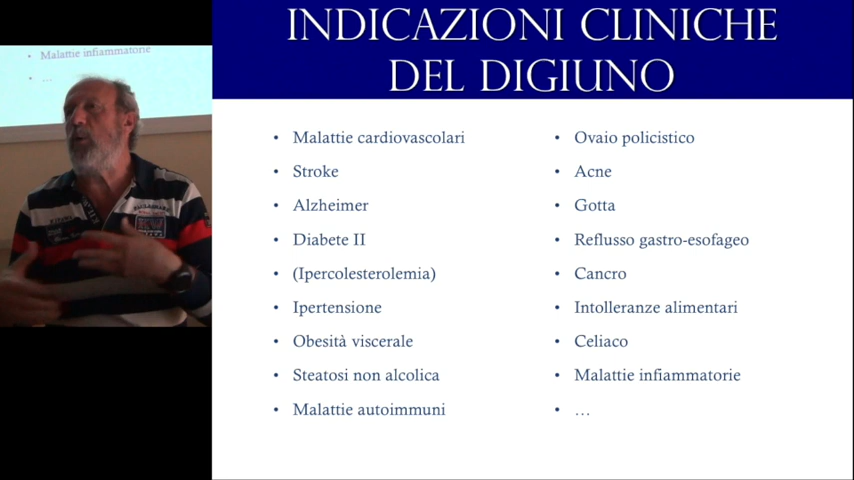 Malattie infiammatorie
...
INDICAZIONI CLINICHE
DEL DIGIUNO
• Malattie cardiovascolari
• Stroke
• Alzheimer
• Diabete II
• (Ipercolesterolemia)
• Ipertensione
• Obesità viscerale
• Steatosi non alcolica
• Malattie autoimmuni
• Ovaio policistico
• Acne
• Gotta
• Reflusso gastro-esofageo
• Cancro
• Intolleranze alimentari
• Celiaco
• Malattie infiammatorie
• …